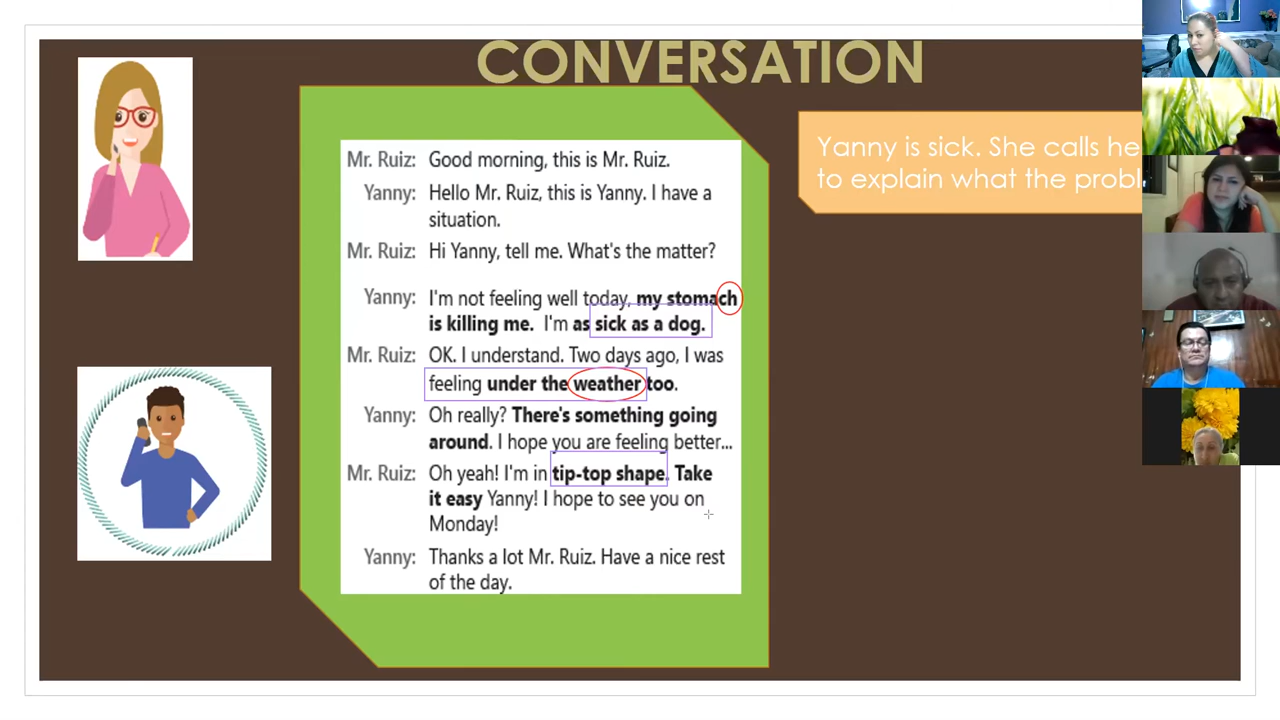 CONVERSATION
Yanny is sick. She calls he
to explain what the probl
Mr. Ruiz: Good morning, this is Mr. Ruiz.
Yanny: Hello Mr. Ruiz, this is Yanny. I have a
situation.
Mr. Ruiz: Hi Yanny, tell me. What's the matter?
Yanny: I'm not feeling well today, my stomach
is killing me. I'm as sick as a dog.
Mr. Ruiz: OK. I understand. Two days ago, I was
feeling under the weather too.
Yanny: Oh really? There's something going
around. I hope you are feeling better...
Mr. Ruiz: Oh yeah! I'm in tip-top shape. Take
it easy Yanny! I hope to see you on
Monday!
Yanny: Thanks a lot Mr. Ruiz. Have a nice rest
of the day.